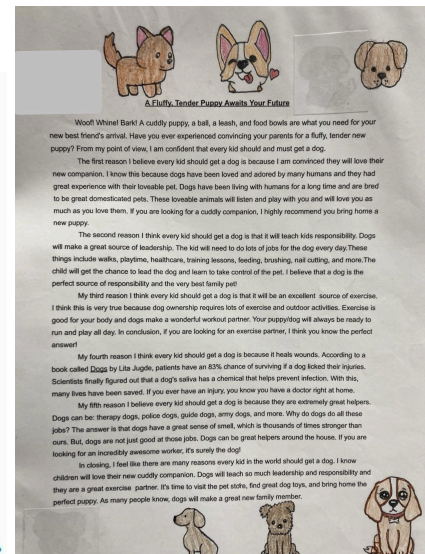 A Fluffy, Tender Puppy Awaits Your Future
Woof! Whine! Bark! A cuddly puppy, a ball, a leash, and food bowls are what you need for your
new best friend's arrival. Have you ever experienced convincing your parents for a fluffy, tender new
puppy? From my point of view, I am confident that every kid should and must get a dog.
The first reason I believe every kid should get a dog is because I am convinced they will love their
new companion. I know this because dogs have been loved and adored by many humans and they had
great experience with their loveable pet. Dogs have been living with humans for a long time and are bred
to be great domesticated pets. These loveable animals will listen and play with you and will love you as
much as you love them. If you are looking for a cuddly companion, I highly recommend you bring home a
new puppy.
The second reason I think every kid should get a dog is that it will teach kids responsibility. Dogs
will make a great source of leadership. The kid will need to do lots of jobs for the dog every day.These
things include walks, playtime, healthcare, training lessons, feeding, brushing, nail cutting, and more.The
child will get the chance to lead the dog and learn to take control of the pet. I believe that a dog is the
perfect source of responsibility and the very best family pet!
My third reason I think every kid should get a dog is that it will be an excellent source of exercise.
I think this is very true because dog ownership requires lots of exercise and outdoor activities. Exercise is
good for your body and dogs make a wonderful workout partner. Your puppy/dog will always be ready to
run and play all day. In conclusion, if you are looking for an exercise partner, I think you know the perfect
answer!
My fourth reason I think every kid should get a dog is because it heals wounds. According to a
book called Dogs by Lita Jugde, patients have an 83% chance of surviving if a dog licked their injuries.
Scientists finally figured out that a dog's saliva has a chemical that helps prevent infection. With this,
many lives have been saved. If you ever have an injury, you know you have a doctor right at home.
My fifth reason I believe every kid should get a dog is because they are extremely great helpers.
Dogs can be: therapy dogs, police dogs, guide dogs, army dogs, and more. Why do dogs do all these
jobs? The answer is that dogs have a great sense of smell, which is thousands of times stronger than
ours. But, dogs are not just good at those jobs. Dogs can be great helpers around the house. If you are
looking for an incredibly awesome worker, it's surely the dog!
In closing, I feel like there are many reasons every kid in the world should get a dog. I know
children will love their new cuddly companion. Dogs will teach so much leadership and responsibility and
they are a great exercise partner. It's time to visit the pet store, find great dog toys, and bring home the
perfect puppy. As many people know, dogs will make a great new family member.